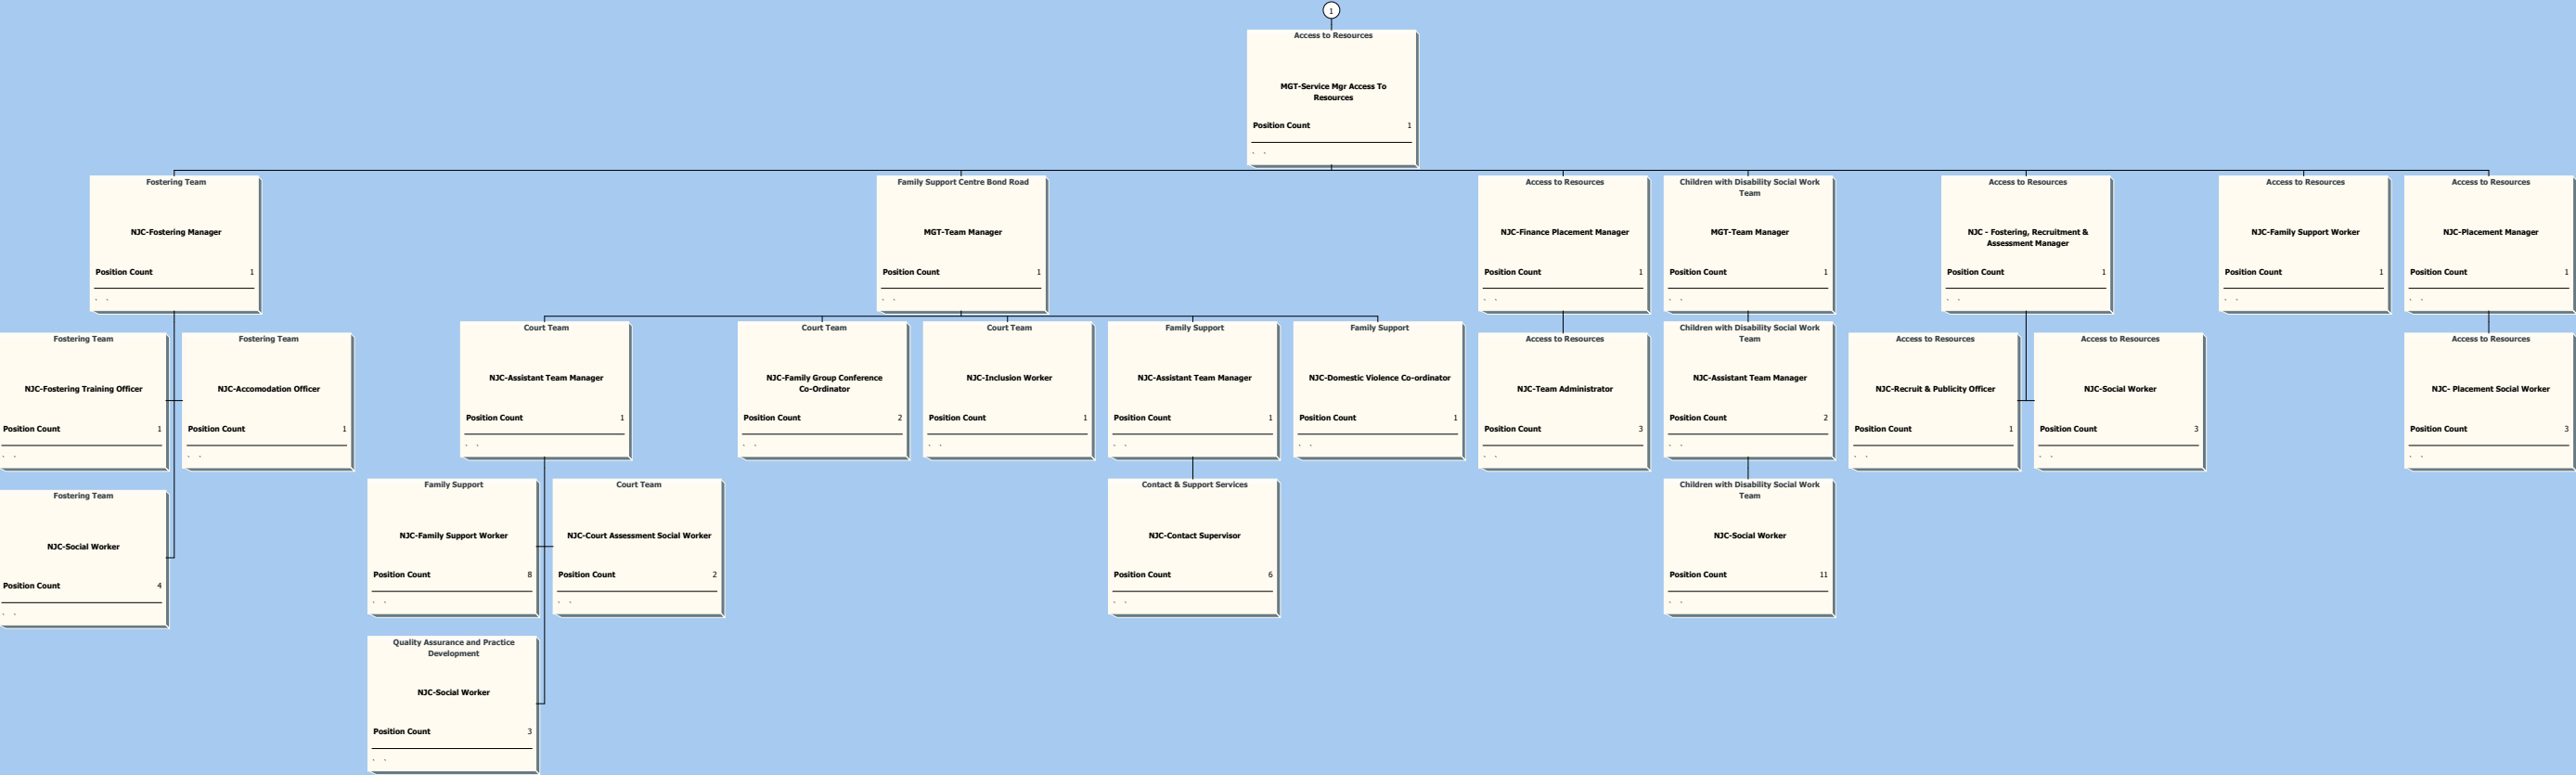 1
Access to Resources
MGT-Service Mgr Access To
Resources
Position Count 1
Fostering Team
NJC-Fostering Manager
Position Count 1
Family Support Centre Bond Road
MGT-Team Manager
Position Count 1
Access to Resources
NJC-Finance Placement Manager
Position Count 1
Children with Disability Social Work
Team
MGT-Team Manager
Position Count 1
Access to Resources
NJC - Fostering, Recruitment &
Assessment Manager
Position Count 1
Access to Resources
NJC-Family Support Worker
Position Count 1
Access to Resources
NJC-Placement Manager
Position Count 1
Fostering Team
NJC-Fostering Training Officer
Position Count 1
Fostering Team
NJC-Accomodation Officer
Position Count 1
Court Team
NJC-Assistant Team Manager
Position Count 1
Court Team
NJC-Family Group Conference
Co-Ordinator
Position Count 2
Court Team
NJC-Inclusion Worker
Position Count 1
Family Support
NJC-Assistant Team Manager
Position Count 1
Family Support
NJC-Domestic Violence Co-ordinator
Position Count 1
Access to Resources
NJC-Team Administrator
Position Count 3
Children with Disability Social Work
Team
NJC-Assistant Team Manager
Position Count 2
Access to Resources
NJC-Recruit & Publicity Officer
Position Count 1
Access to Resources
NJC-Social Worker
Position Count 3
Access to Resources
NJC- Placement Social Worker
Position Count 3
Fostering Team
NJC-Social Worker
Position Count 4
Family Support
NJC-Family Support Worker
Position Count 8
Court Team
NJC-Court Assessment Social Worker
Position Count 2
Contact & Support Services
NJC-Contact Supervisor
Position Count 6
Children with Disability Social Work
Team
NJC-Social Worker
Position Count 11
Quality Assurance and Practice
Development
NJC-Social Worker
Position Count 3